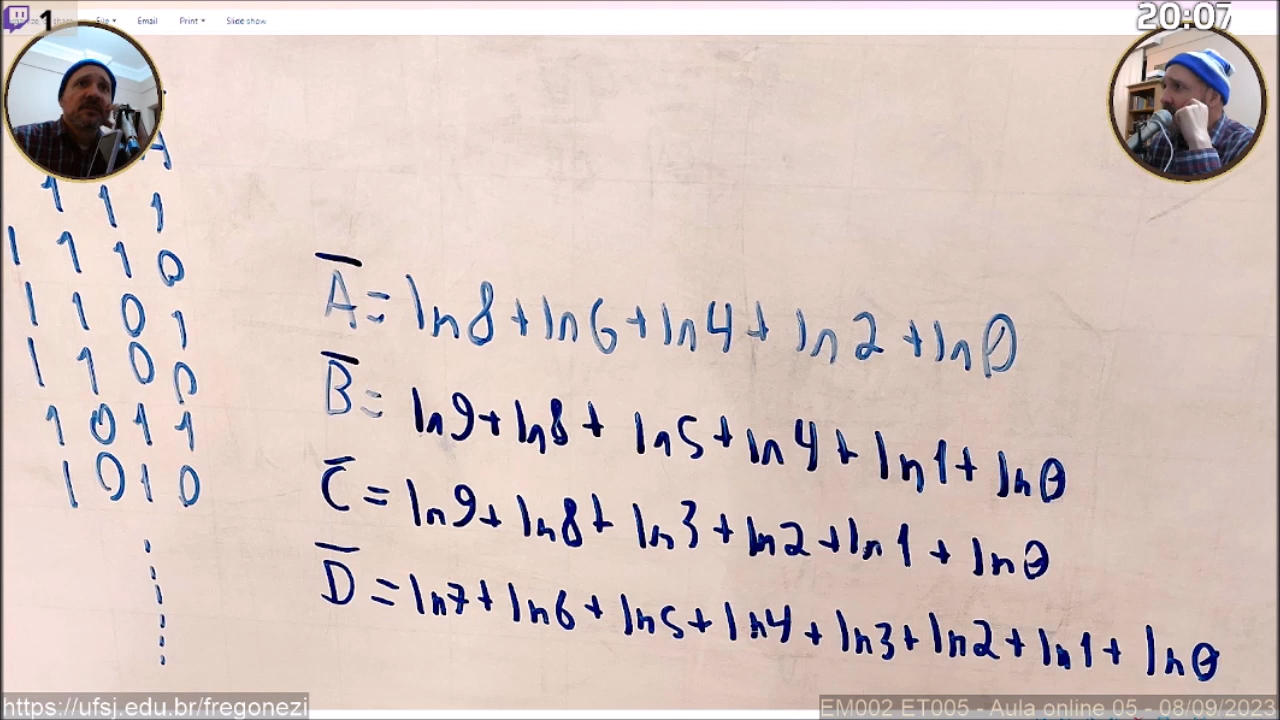 1
File Email Print Slide show
20:07
A
1 1 1
1 1 1 0
1 1 0 1
1 1 0 0
1 0 1 1
1 0 1 0
A̅ = ln8 + ln6 + ln4 + ln2 + ln0
B̅ = ln9 + ln8 + ln5 + ln4 + ln1 + ln0
C̅ = ln9 + ln8 + ln3 + ln2 + ln1 + ln0
D̅ = ln7 + ln6 + ln5 + ln4 + ln3 + ln2 + ln1 + ln0
https://ufsj.edu.br/fregonezi
EM002 ET005 - Aula online 05 - 08/09/2023